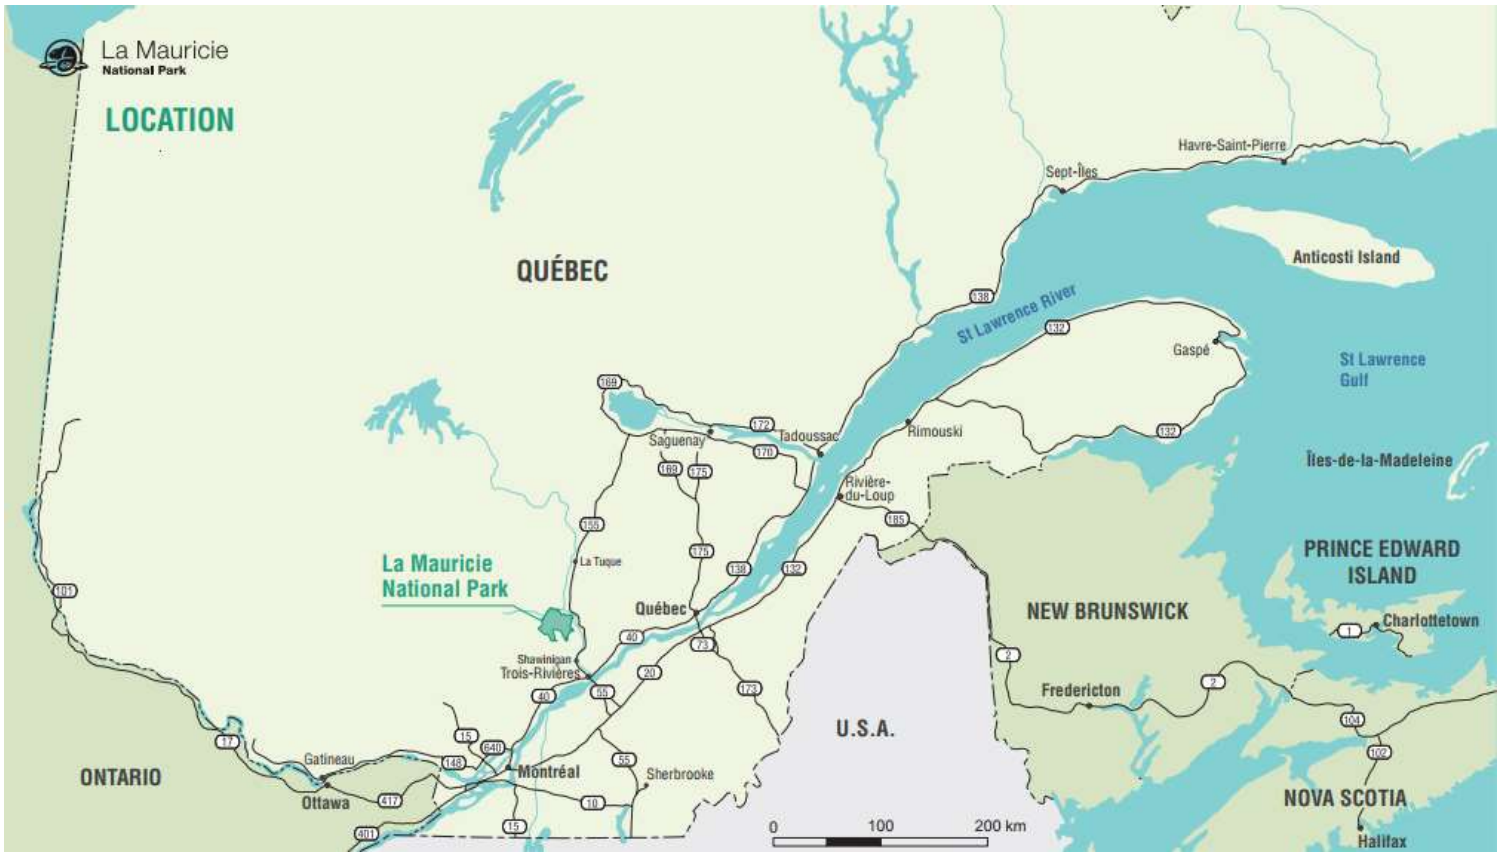 La Mauricie
National Park
LOCATION
Havre-Saint-Pierre
Sept-Îles
Anticosti Island
QUÉBEC
138
St Lawrence River
132
Gaspé
St Lawrence
Gulf
169
172
Tadoussac
Rimouski
132
Saguenay
170
Îles-de-la-Madeleine
169
175
Rivière-
du-Loup
185
155
La Tuque
175
138
132
La Mauricie
National Park
PRINCE EDWARD
ISLAND
101
Québec
NEW BRUNSWICK
1
Charlottetown
40
73
Shawinigan
Trois-Rivières
20
2
2
40
55
173
Fredericton
104
15
640
17
Gatineau
148
U.S.A.
102
55
ONTARIO
Montréal
Sherbrooke
Ottawa
417
10
NOVA SCOTIA
401
15
0
100
200 km
Halifax